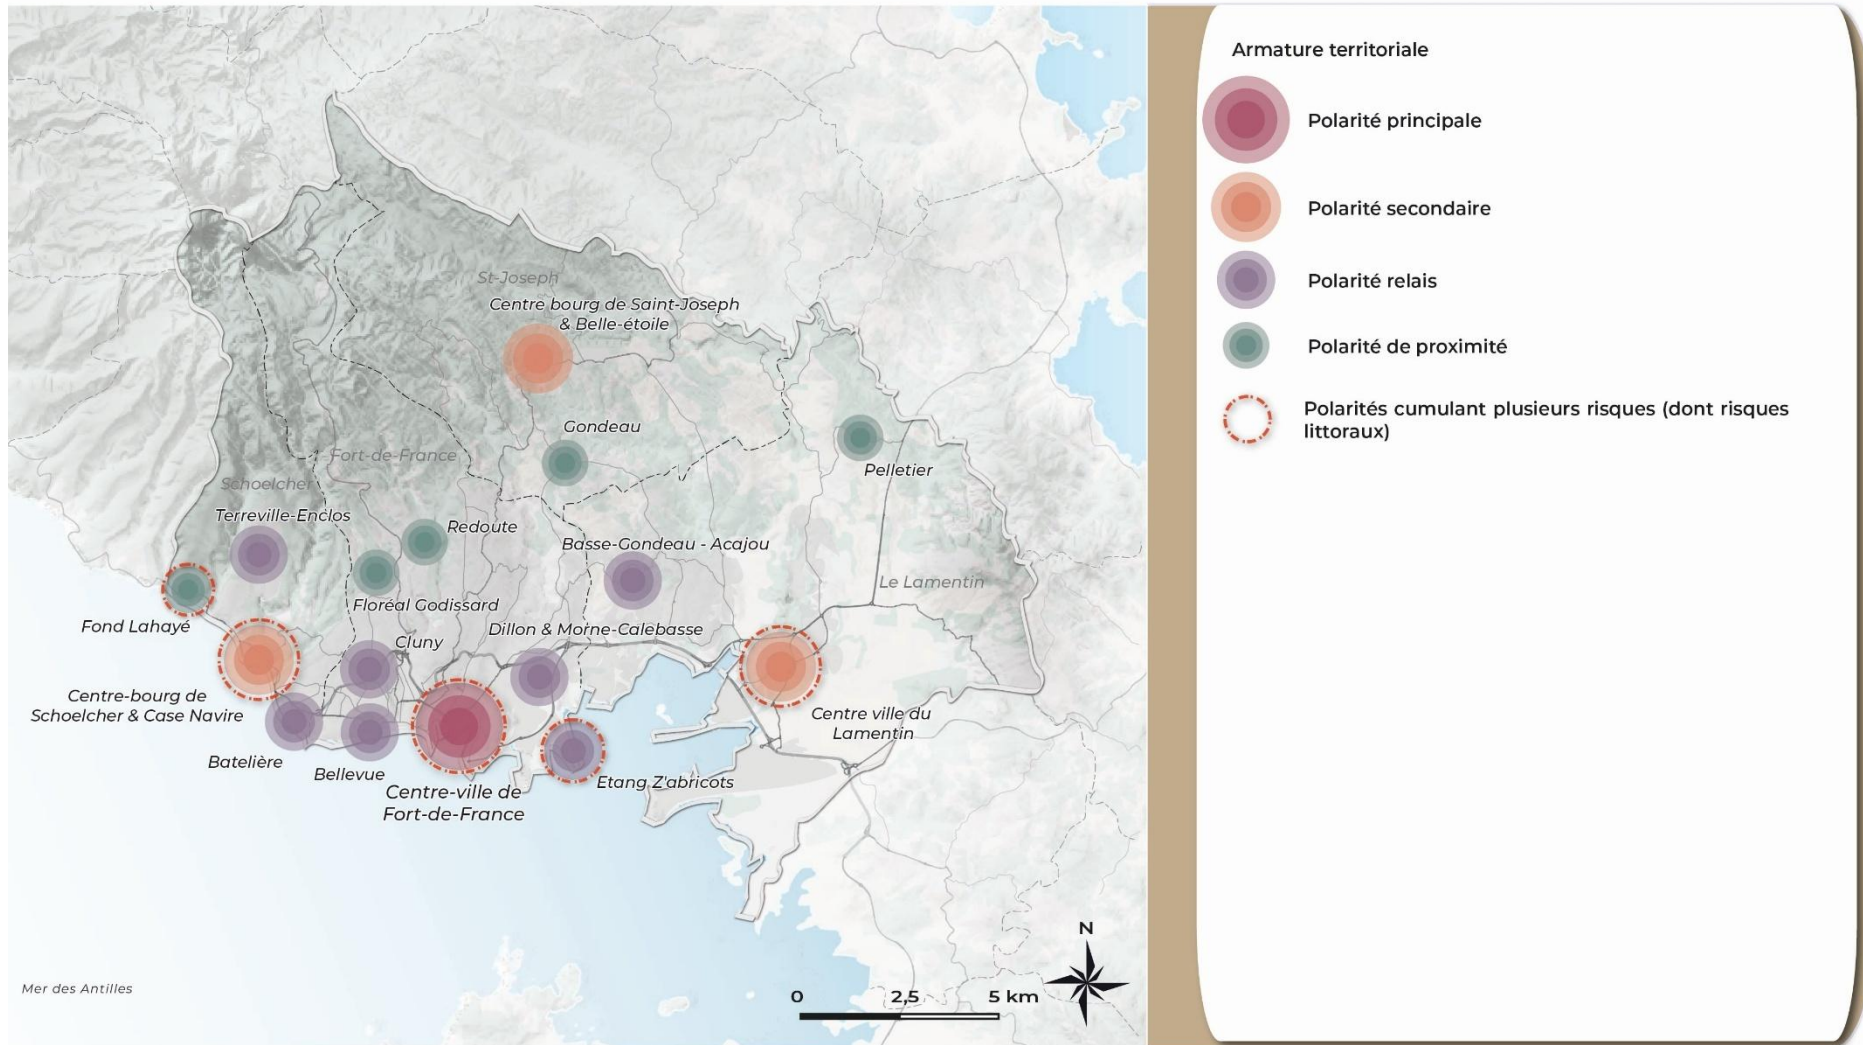 St-Joseph
Centre bourg de Saint-Joseph
& Belle-étoile
Gondeau
Fort-de-France
Pelletier
Schoelcher
Terreville-Enclos
Redoute
Basse-Gondeau - Acajou
Le Lamentin
Floréal Godissard
Fond Lahayé
Dillon & Morne-Calebasse
Cluny
Centre-bourg de
Schoelcher & Case Navire
Centre ville du
Lamentin
Batelière
Bellevue
Etang Z'abricots
Centre-ville de
Fort-de-France
Mer des Antilles
N
0 2,5 5 km
Armature territoriale
Polarité principale
Polarité secondaire
Polarité relais
Polarité de proximité
Polarités cumulant plusieurs risques (dont risques
littoraux)